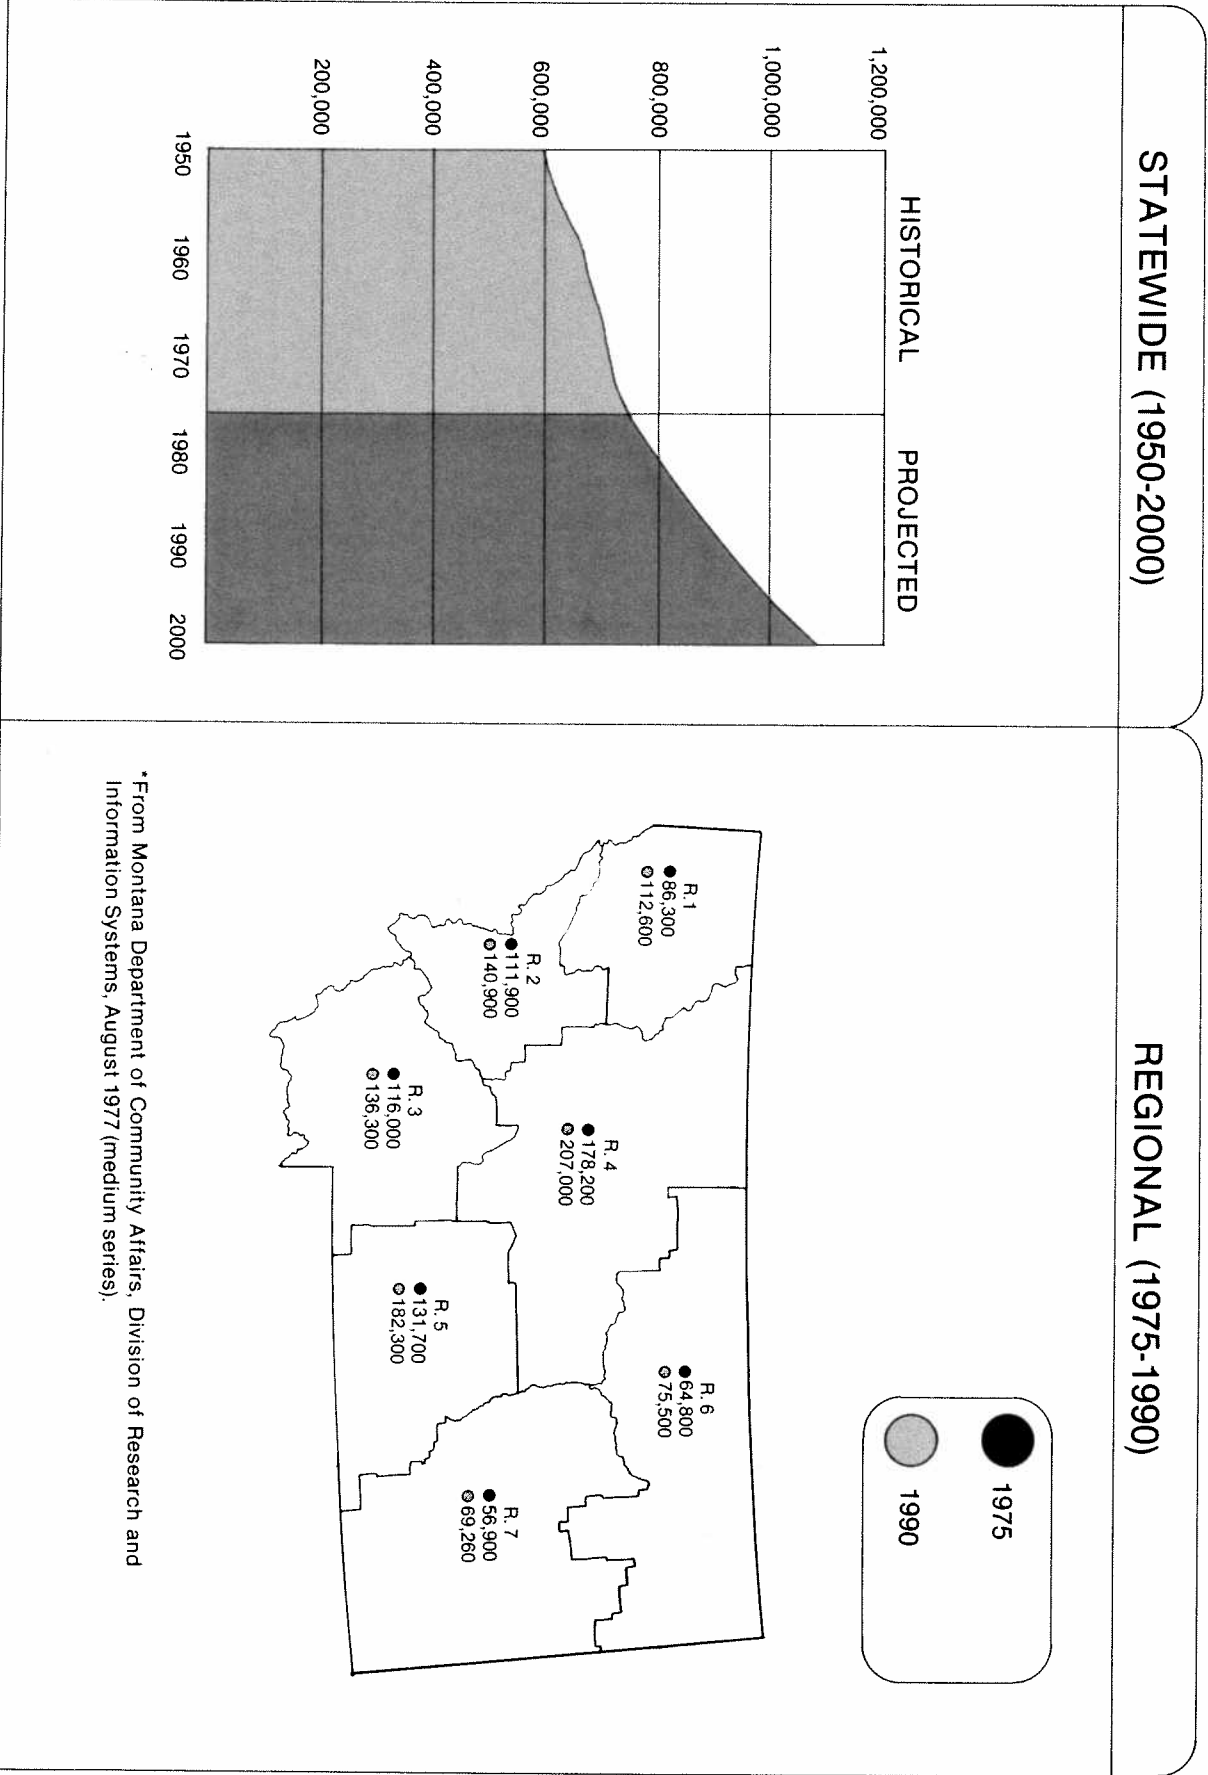 STATEWIDE (1950-2000)
HISTORICAL
PROJECTED
1,200,000
1,000,000
800,000
600,000
400,000
200,000
1950
1960
1970
1980
1990
2000
REGIONAL (1975-1990)
1975
1990
R.1
86,300
112,600
R. 2
111,900
140,900
R. 3
116,000
136,300
R. 4
178,200
207,000
R. 5
131,700
182,300
R. 6
64,800
75,500
R. 7
56,900
69,260
*From Montana Department of Community Affairs, Division of Research and
Information Systems, August 1977 (medium series).